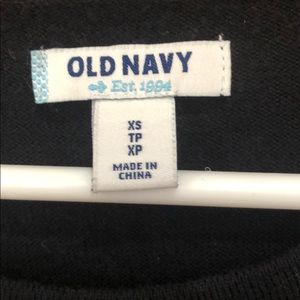 OLD NAVY
Est. 1994
XS
TP
XP
MADE IN
CHINA